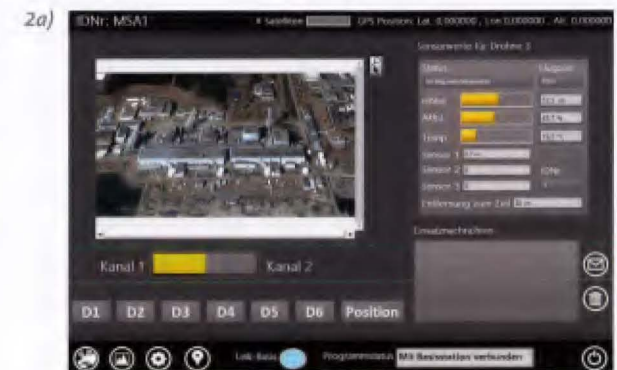 2a)
IDNr: MSA1 # Satelliten GPS Position: Lat. 0,000000 , Lon 0,000000 , Alt. 0,000000
Sensorwerte für Drohne 3
Status
Höhe
Akku
Temp
Sensor 1
Sensor 2
Sensor 3
Entfernung zum Ziel
Einsatznachrichten
Kanal 1 Kanal 2
D1 D2 D3 D4 D5 D6 Position
Link-Basis Programmstatus Mit Basisstation verbunden